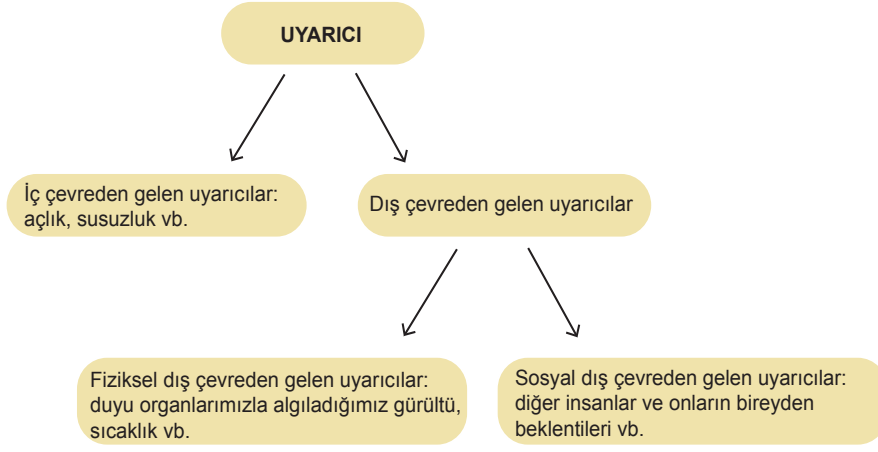 UYARICI
İç çevreden gelen uyarıcılar:
açlık, susuzluk vb.
Dış çevreden gelen uyarıcılar
Fiziksel dış çevreden gelen uyarıcılar:
duyu organlarımızla algıladığımız gürültü,
sıcaklık vb.
Sosyal dış çevreden gelen uyarıcılar:
diğer insanlar ve onların bireyden
beklentileri vb.